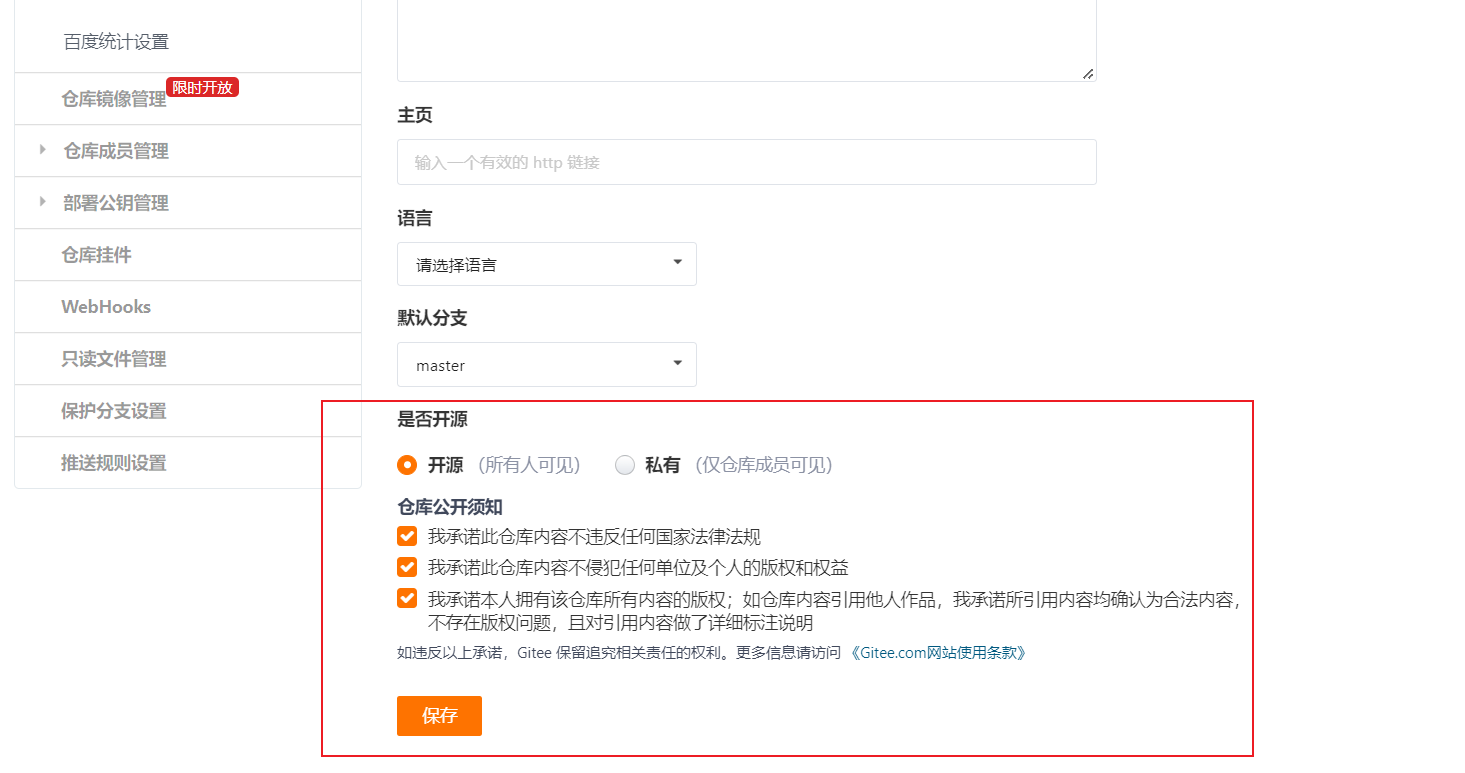 百度统计设置
仓库镜像管理
限时开放
仓库成员管理
部署公钥管理
仓库挂件
WebHooks
只读文件管理
保护分支设置
推送规则设置
主页
输入一个有效的 http 链接
语言
请选择语言
默认分支
master
是否开源
开源 (所有人可见) 私有 (仅仓库成员可见)
仓库公开须知
我承诺此仓库内容不违反任何国家法律法规
我承诺此仓库内容不侵犯任何单位及个人的版权和权益
我承诺本人拥有该仓库所有内容的版权；如仓库内容引用他人作品，我承诺所引用内容均确认为合法内容，
不存在版权问题，且对引用内容做了详细标注说明
如违反以上承诺，Gitee 保留追究相关责任的权利。更多信息请访问 《Gitee.com网站使用条款》
保存